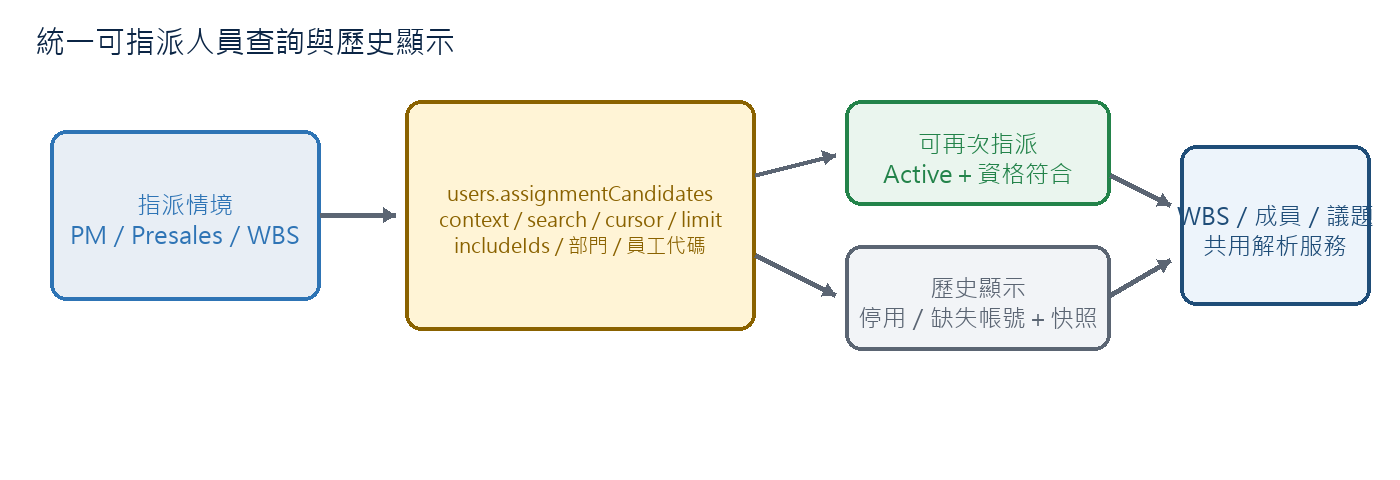 統一可指派人員查詢與歷史顯示
指派情境
PM / Presales / WBS
users.assignmentCandidates
context / search / cursor / limit
includeIds / 部門 / 員工代碼
可再次指派
Active + 資格符合
歷史顯示
停用 / 缺失帳號 + 快照
WBS / 成員 / 議題
共用解析服務